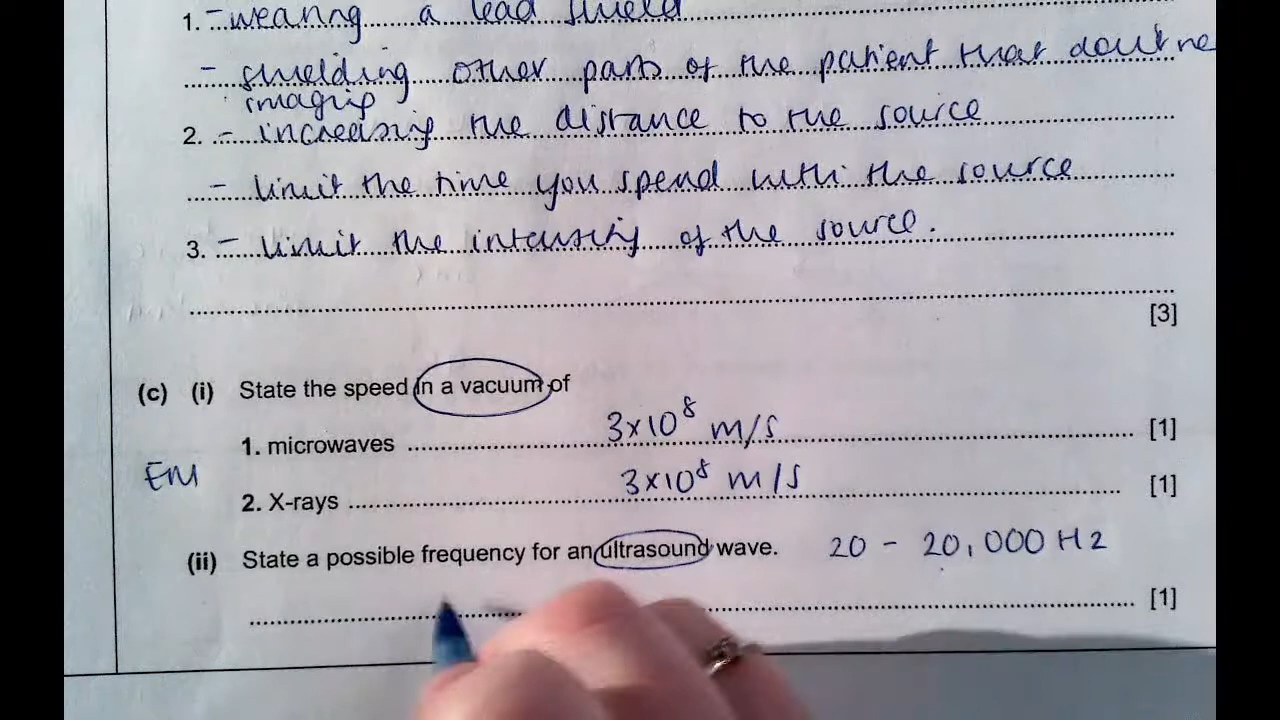 1. - wearing a lead shield
- shielding other parts of the patient that don't ne
imaging
2. - increasing the distance to the source
- limit the time you spend with the source
3. - limit the intensity of the source.
[3]
(c) (i) State the speed in a vacuum of
1. microwaves 3x10⁸ m/s [1]
EM
2. X-rays 3x10⁸ m/s [1]
(ii) State a possible frequency for an ultrasound wave. 20 - 20,000 Hz
[1]